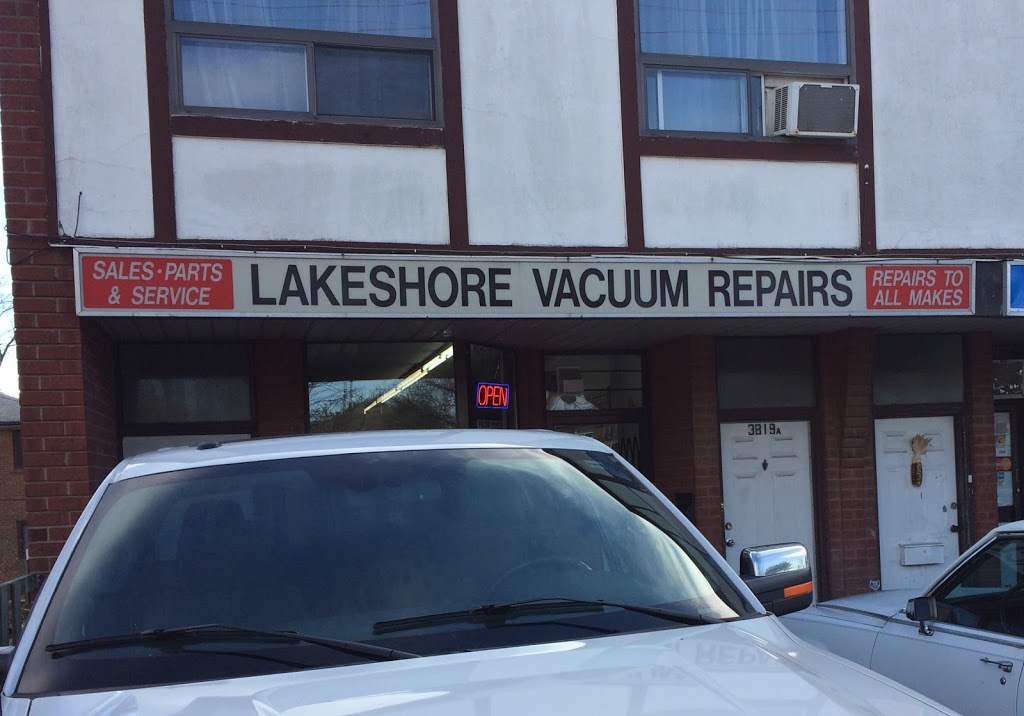 SALES · PARTS
& SERVICE
LAKESHORE VACUUM REPAIRS
REPAIRS TO
ALL MAKES
OPEN
3819A